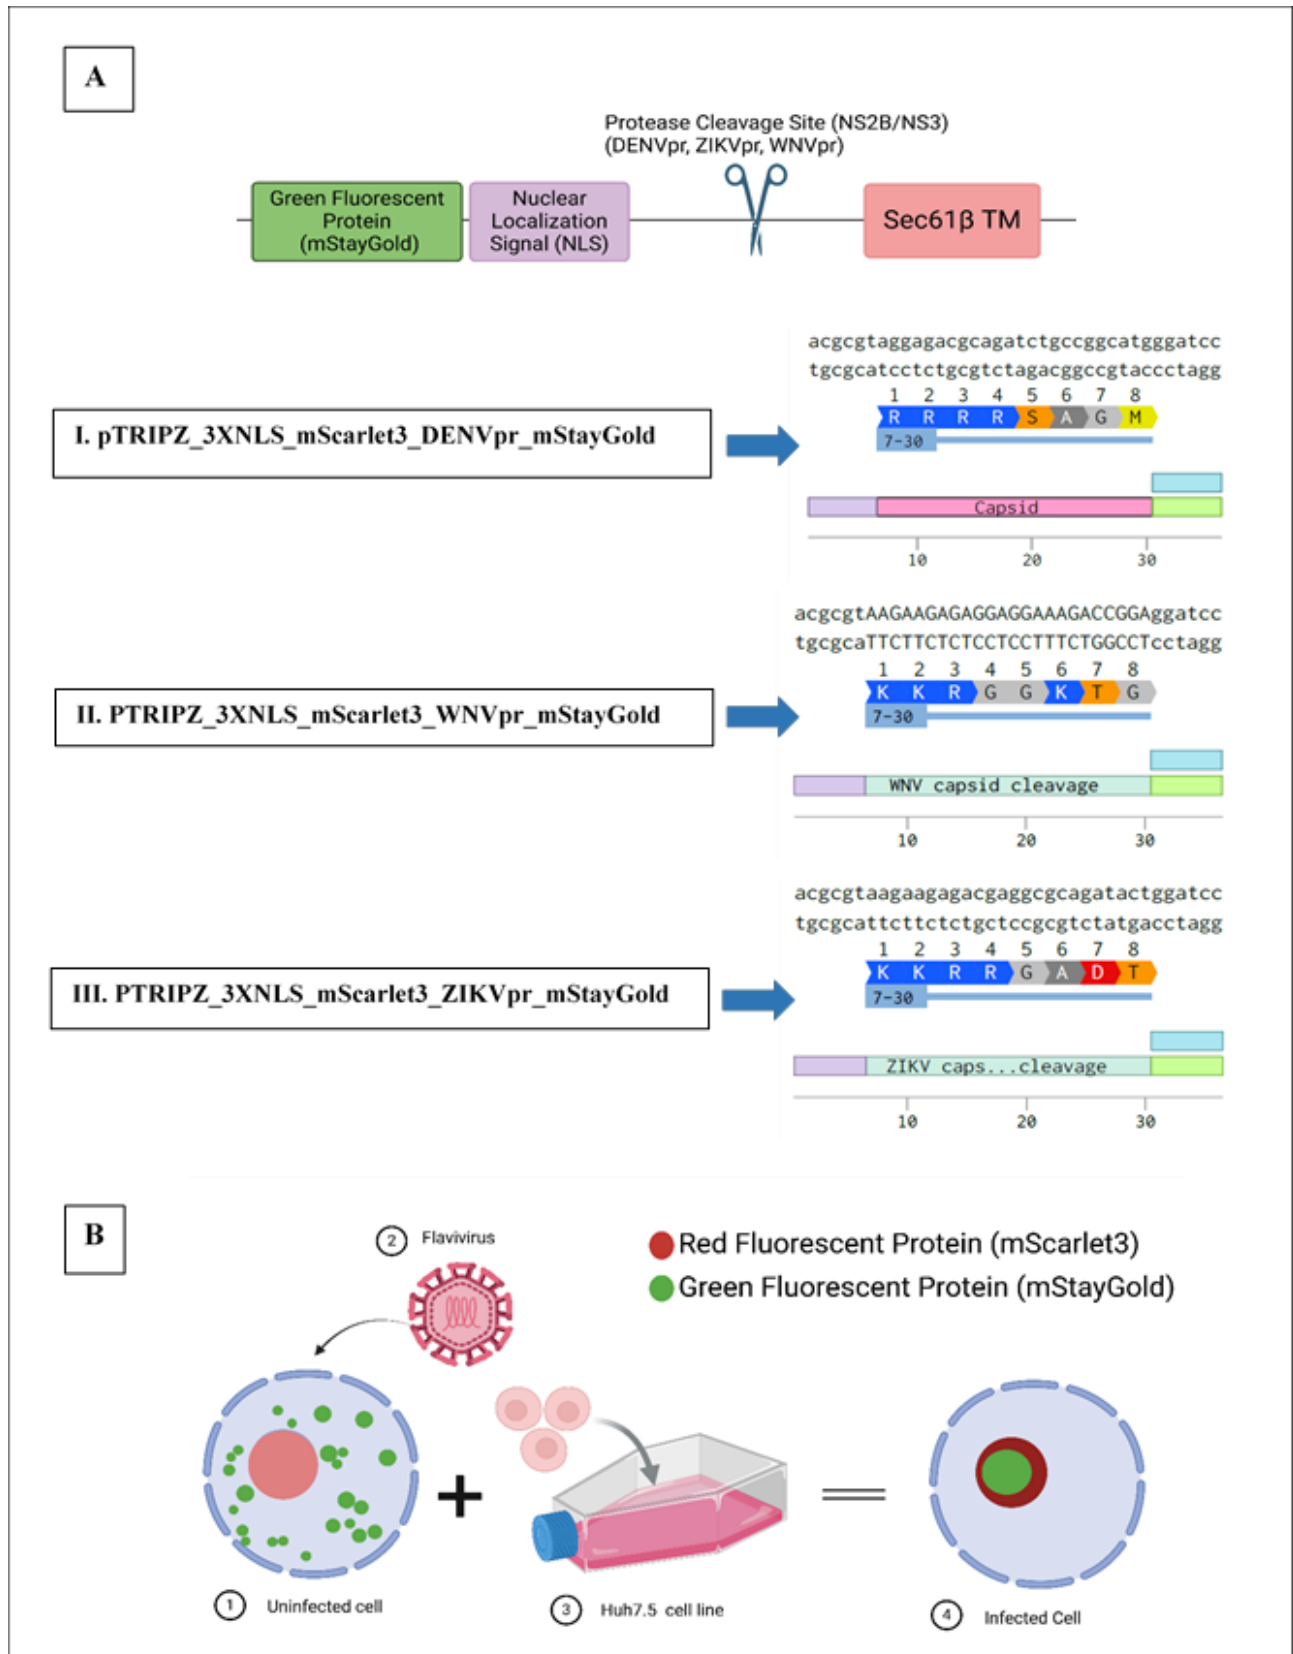 A
Protease Cleavage Site (NS2B/NS3)
(DENVpr, ZIKVpr, WNVpr)
Green Fluorescent
Protein
(mStayGold)
Nuclear
Localization
Signal (NLS)
Sec61β TM
acgcgtaggagacgcagatctgccggcatgggatcc
tgcgcatcctctgcgtctagacggccgtaccctagg
1 2 3 4 5 6 7 8
R R R R S A G M
7-30
I. pTRIPZ_3XNLS_mScarlet3_DENVpr_mStayGold
Capsid
10 20 30
acgcgtAAGAAGAGAGGAGGAAAGACCGGAggatcc
tgcgcaTTCTTCTCTCCTCCTTTCTGGCCTcctagg
1 2 3 4 5 6 7 8
K K R G G K T G
7-30
II. PTRIPZ_3XNLS_mScarlet3_WNVpr_mStayGold
WNV capsid cleavage
10 20 30
acgcgtaagaagagacgaggcgcagatactggatcc
tgcgcattcttctctgctccgcgtctatgacctagg
1 2 3 4 5 6 7 8
K K R R G A D T
7-30
III. PTRIPZ_3XNLS_mScarlet3_ZIKVpr_mStayGold
ZIKV caps...cleavage
10 20 30
B
2 Flavivirus
Red Fluorescent Protein (mScarlet3)
Green Fluorescent Protein (mStayGold)
1 Uninfected cell
3 Huh7.5 cell line
4 Infected Cell